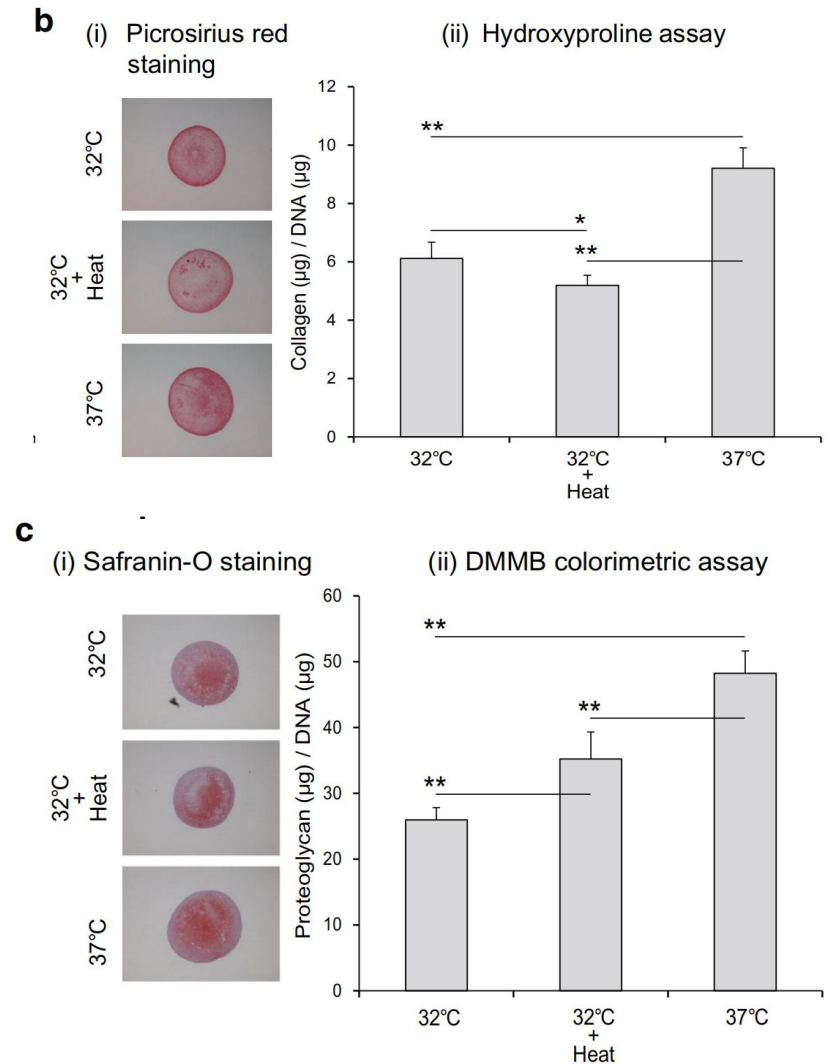 b
(i) Picrosirius red
staining
(ii) Hydroxyproline assay
32℃
32℃
+
Heat
37℃
Collagen (µg) / DNA (µg)
12
10
8
6
4
2
0
**
*
**
32℃
32℃
+
Heat
37℃
c
(i) Safranin-O staining
(ii) DMMB colorimetric assay
32℃
32℃
+
Heat
37℃
Proteoglycan (µg) / DNA (µg)
60
50
40
30
20
10
0
**
**
**
32℃
32℃
+
Heat
37℃